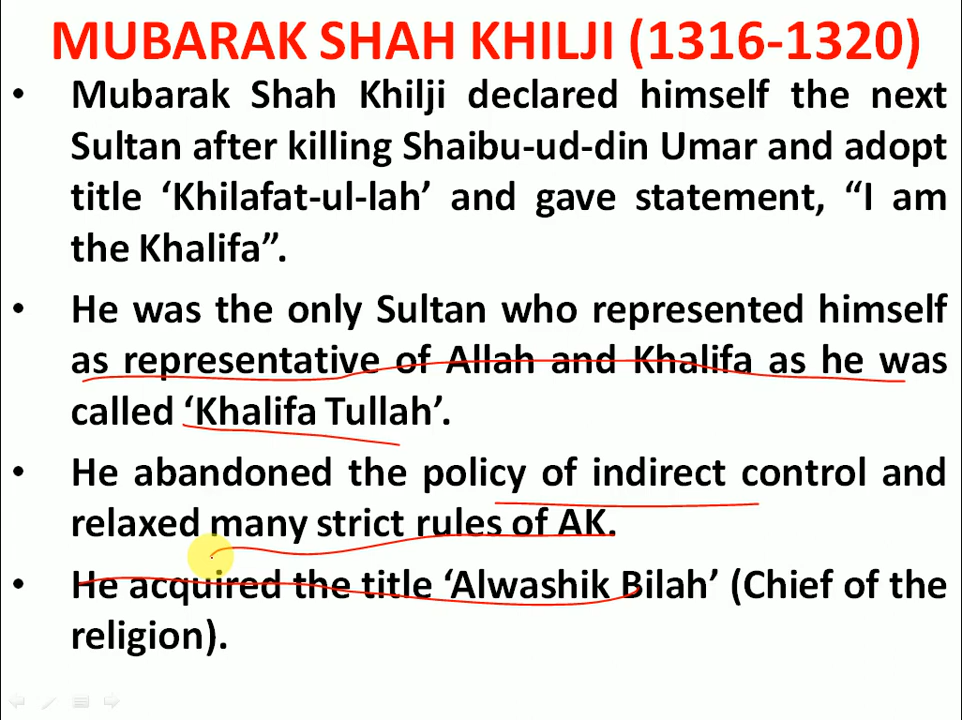 MUBARAK SHAH KHILJI (1316-1320)
• Mubarak Shah Khilji declared himself the next
Sultan after killing Shaibu-ud-din Umar and adopt
title ‘Khilafat-ul-lah’ and gave statement, “I am
the Khalifa”.
• He was the only Sultan who represented himself
as representative of Allah and Khalifa as he was
called ‘Khalifa Tullah’.
• He abandoned the policy of indirect control and
relaxed many strict rules of AK.
• He acquired the title ‘Alwashik Bilah’ (Chief of the
religion).